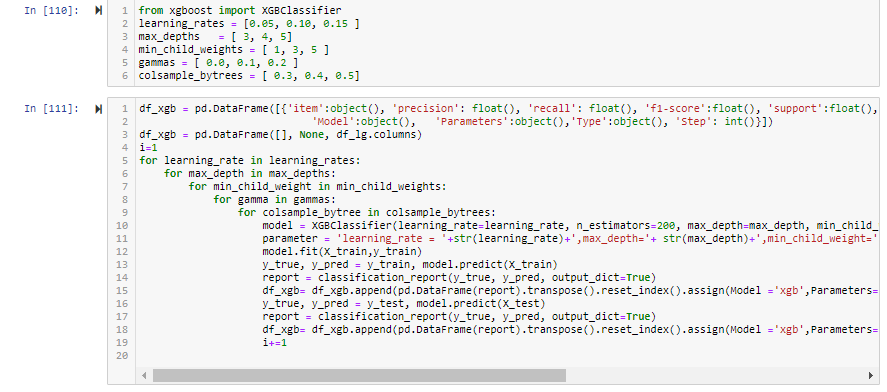 In [110]:
1 from xgboost import XGBClassifier
2 learning_rates = [0.05, 0.10, 0.15 ]
3 max_depths   = [ 3, 4, 5]
4 min_child_weights = [ 1, 3, 5 ]
5 gammas = [ 0.0, 0.1, 0.2 ]
6 colsample_bytrees = [ 0.3, 0.4, 0.5]
In [111]:
1 df_xgb = pd.DataFrame([{'item':object(), 'precision': float(), 'recall': float(), 'f1-score':float(), 'support':float(),
2                            'Model':object(),   'Parameters':object(),'Type':object(), 'Step': int()}])
3 df_xgb = pd.DataFrame([], None, df_lg.columns)
4 i=1
5 for learning_rate in learning_rates:
6     for max_depth in max_depths:
7         for min_child_weight in min_child_weights:
8             for gamma in gammas:
9                 for colsample_bytree in colsample_bytrees:
10                     model = XGBClassifier(learning_rate=learning_rate, n_estimators=200, max_depth=max_depth, min_child_
11                     parameter = 'learning_rate = '+str(learning_rate)+',max_depth='+ str(max_depth)+',min_child_weight='
12                     model.fit(X_train,y_train)
13                     y_true, y_pred = y_train, model.predict(X_train)
14                     report = classification_report(y_true, y_pred, output_dict=True)
15                     df_xgb= df_xgb.append(pd.DataFrame(report).transpose().reset_index().assign(Model ='xgb',Parameters=
16                     y_true, y_pred = y_test, model.predict(X_test)
17                     report = classification_report(y_true, y_pred, output_dict=True)
18                     df_xgb= df_xgb.append(pd.DataFrame(report).transpose().reset_index().assign(Model ='xgb',Parameters=
19                     i+=1
20